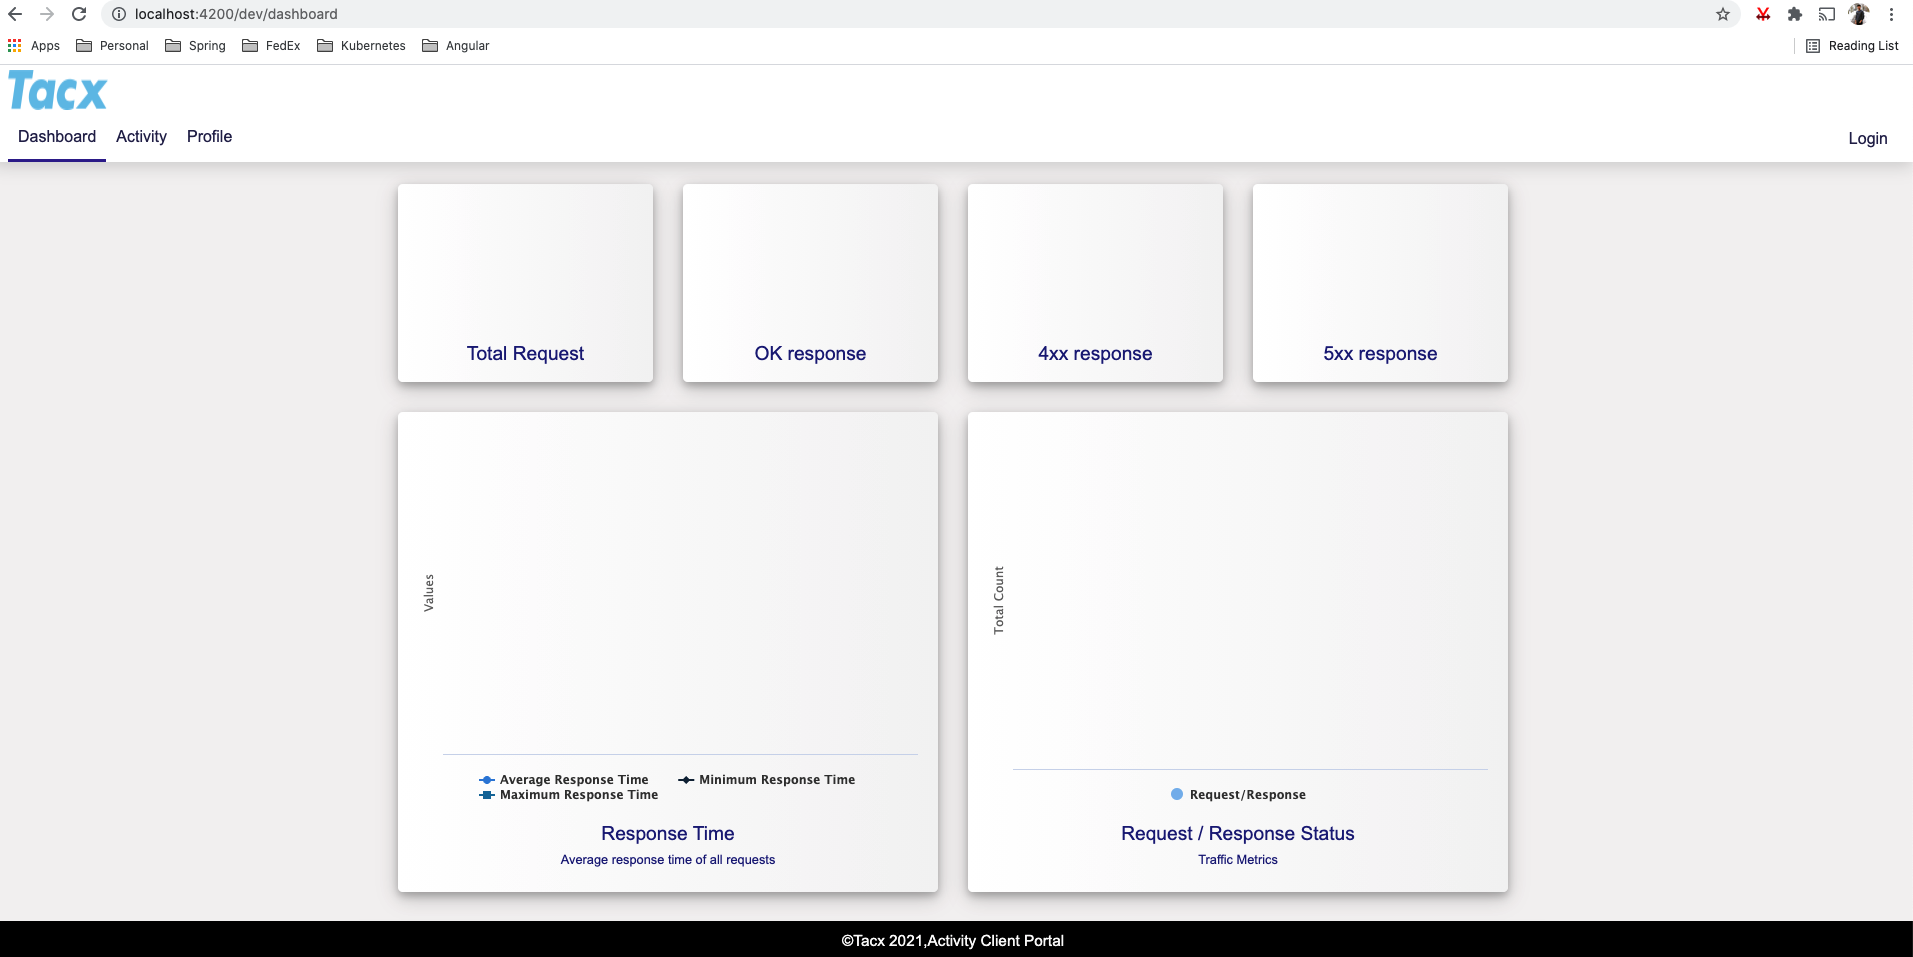 localhost:4200/dev/dashboard
Apps Personal Spring FedEx Kubernetes Angular Reading List
Tacx
Dashboard Activity Profile Login
Total Request
OK response
4xx response
5xx response
Values
Average Response Time Minimum Response Time
Maximum Response Time
Response Time
Average response time of all requests
Total Count
Request/Response
Request / Response Status
Traffic Metrics
©Tacx 2021,Activity Client Portal